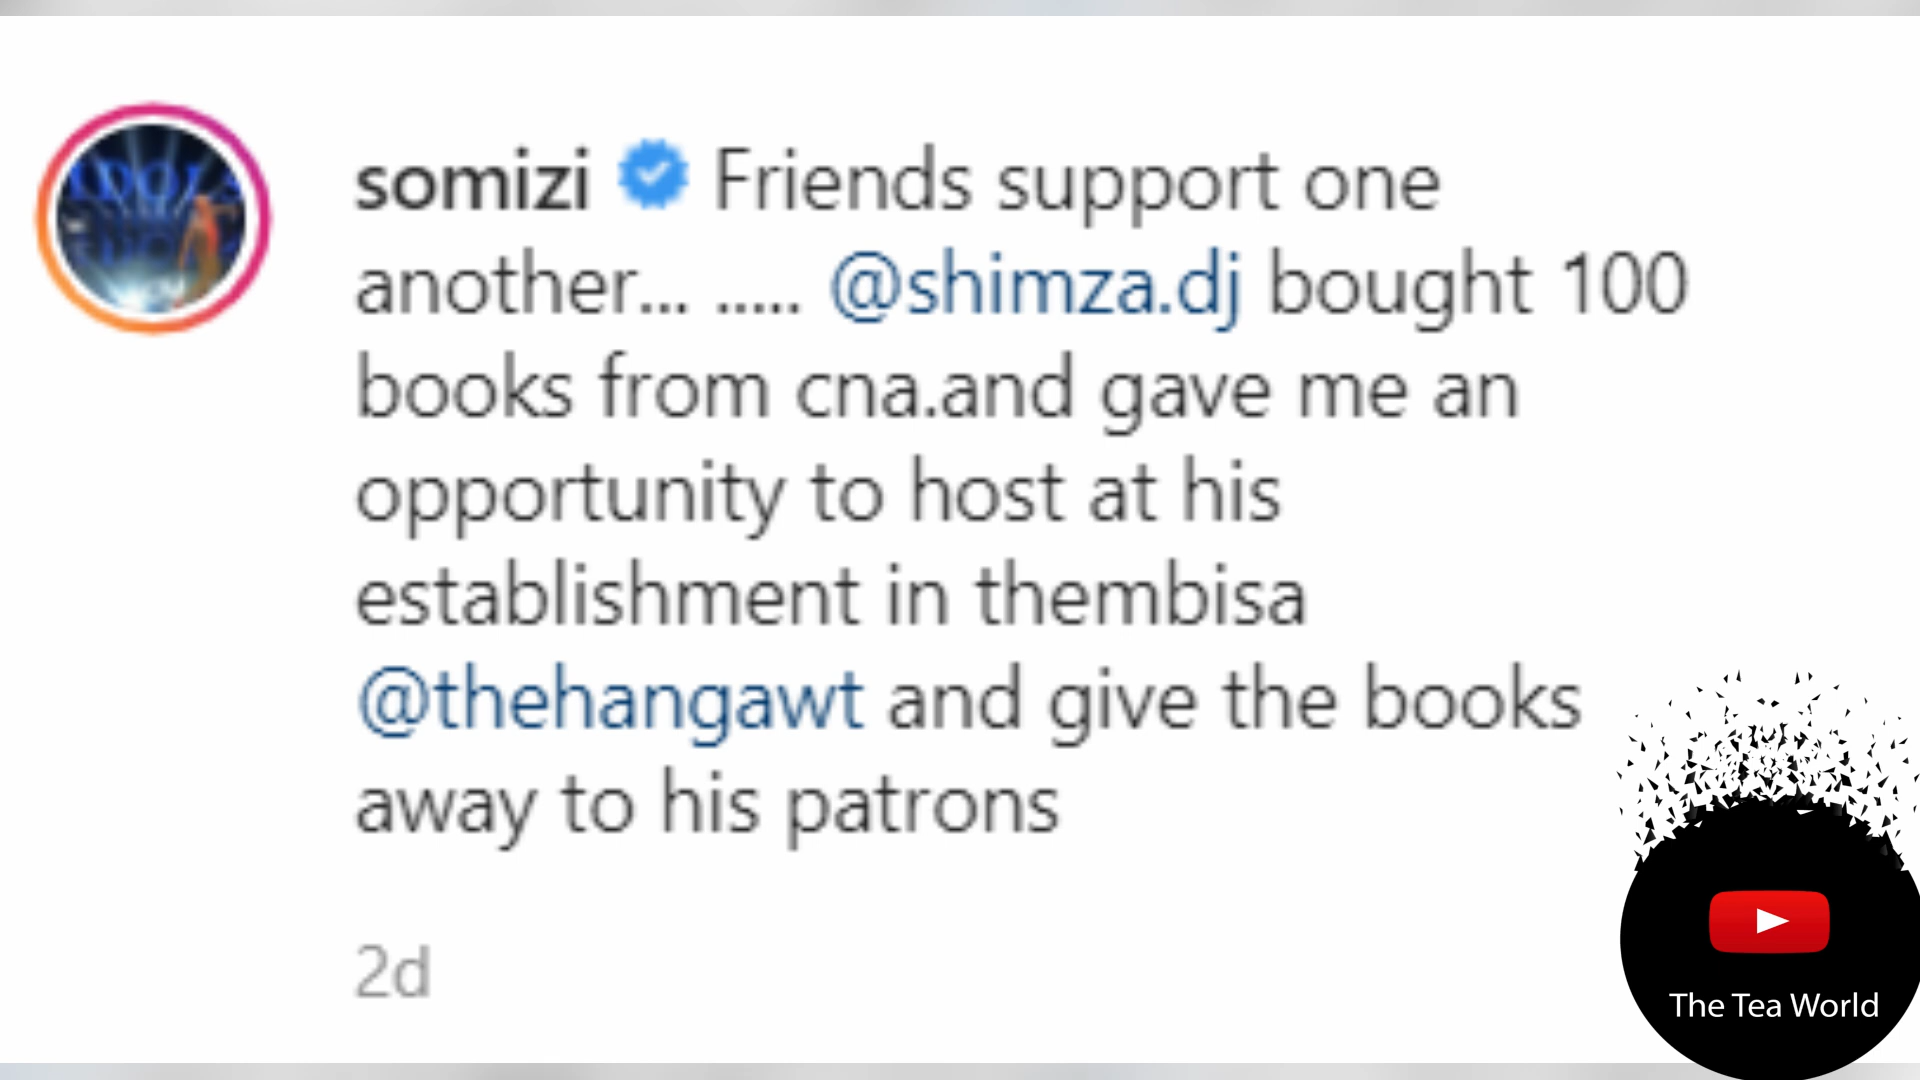 somizi Friends support one
another... ..... @shimza.dj bought 100
books from cna.and gave me an
opportunity to host at his
establishment in thembisa
@thehangawt and give the books
away to his patrons
2d
The Tea World